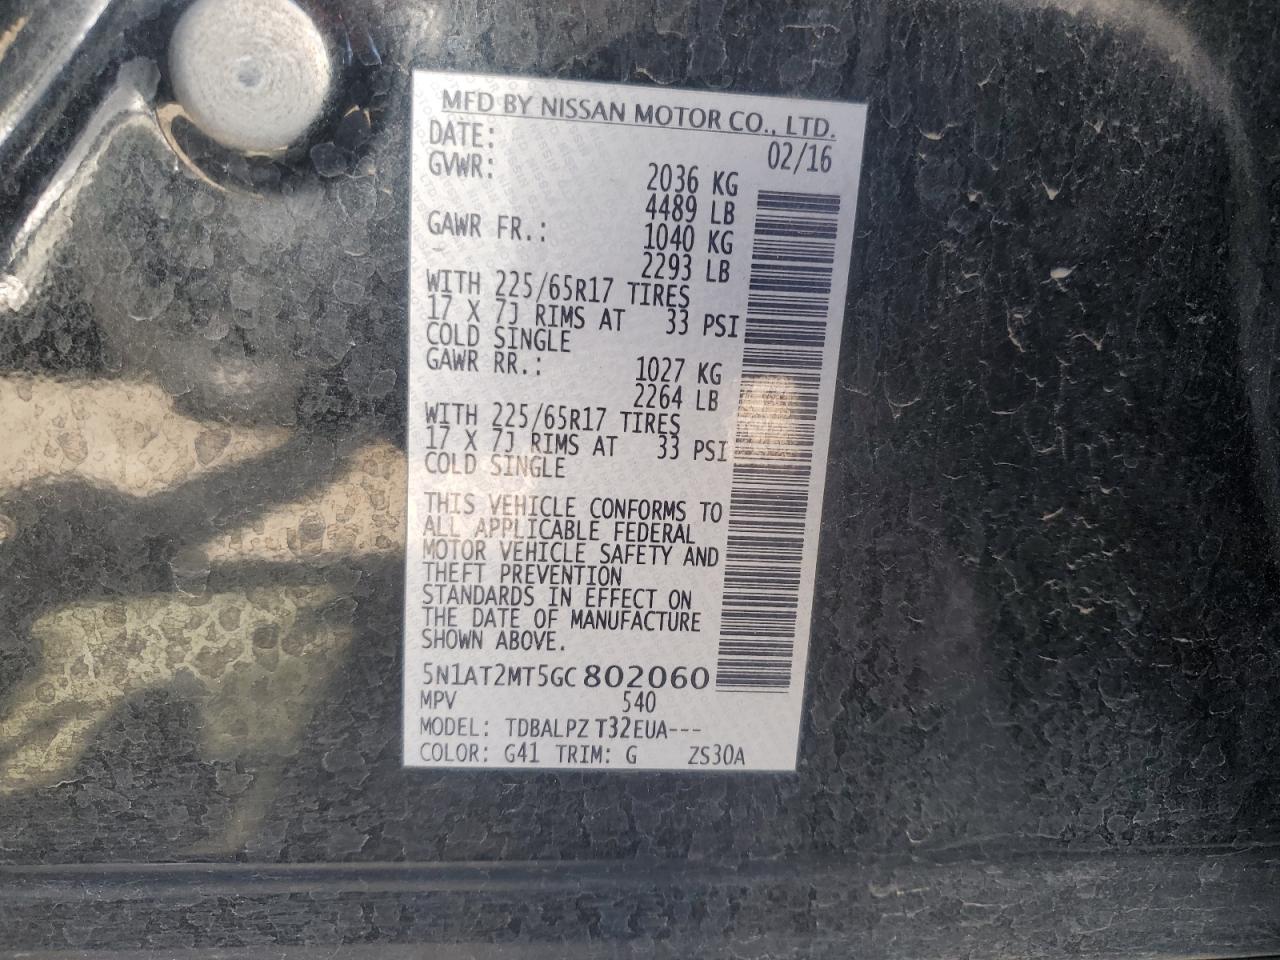 MFD BY NISSAN MOTOR CO., LTD.
DATE: 02/16
GVWR: 2036 KG
4489 LB
GAWR FR.: 1040 KG
2293 LB
WITH 225/65R17 TIRES
17 X 7J RIMS AT 33 PSI
COLD SINGLE
GAWR RR.: 1027 KG
2264 LB
WITH 225/65R17 TIRES
17 X 7J RIMS AT 33 PSI
COLD SINGLE
THIS VEHICLE CONFORMS TO
ALL APPLICABLE FEDERAL
MOTOR VEHICLE SAFETY AND
THEFT PREVENTION
STANDARDS IN EFFECT ON
THE DATE OF MANUFACTURE
SHOWN ABOVE.
5N1AT2MT5GC802060
MPV 540
MODEL: TDBALPZ T32EUA---
COLOR: G41 TRIM: G ZS30A